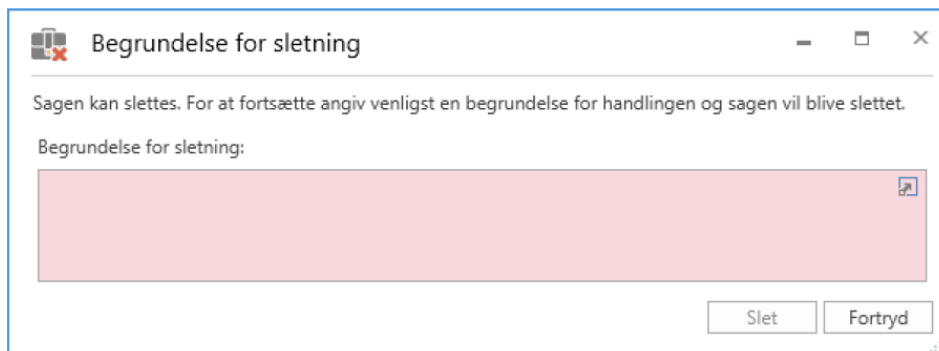 Begrundelse for sletning
Sagen kan slettes. For at fortsætte angiv venligst en begrundelse for handlingen og sagen vil blive slettet.
Begrundelse for sletning:
Slet
Fortryd